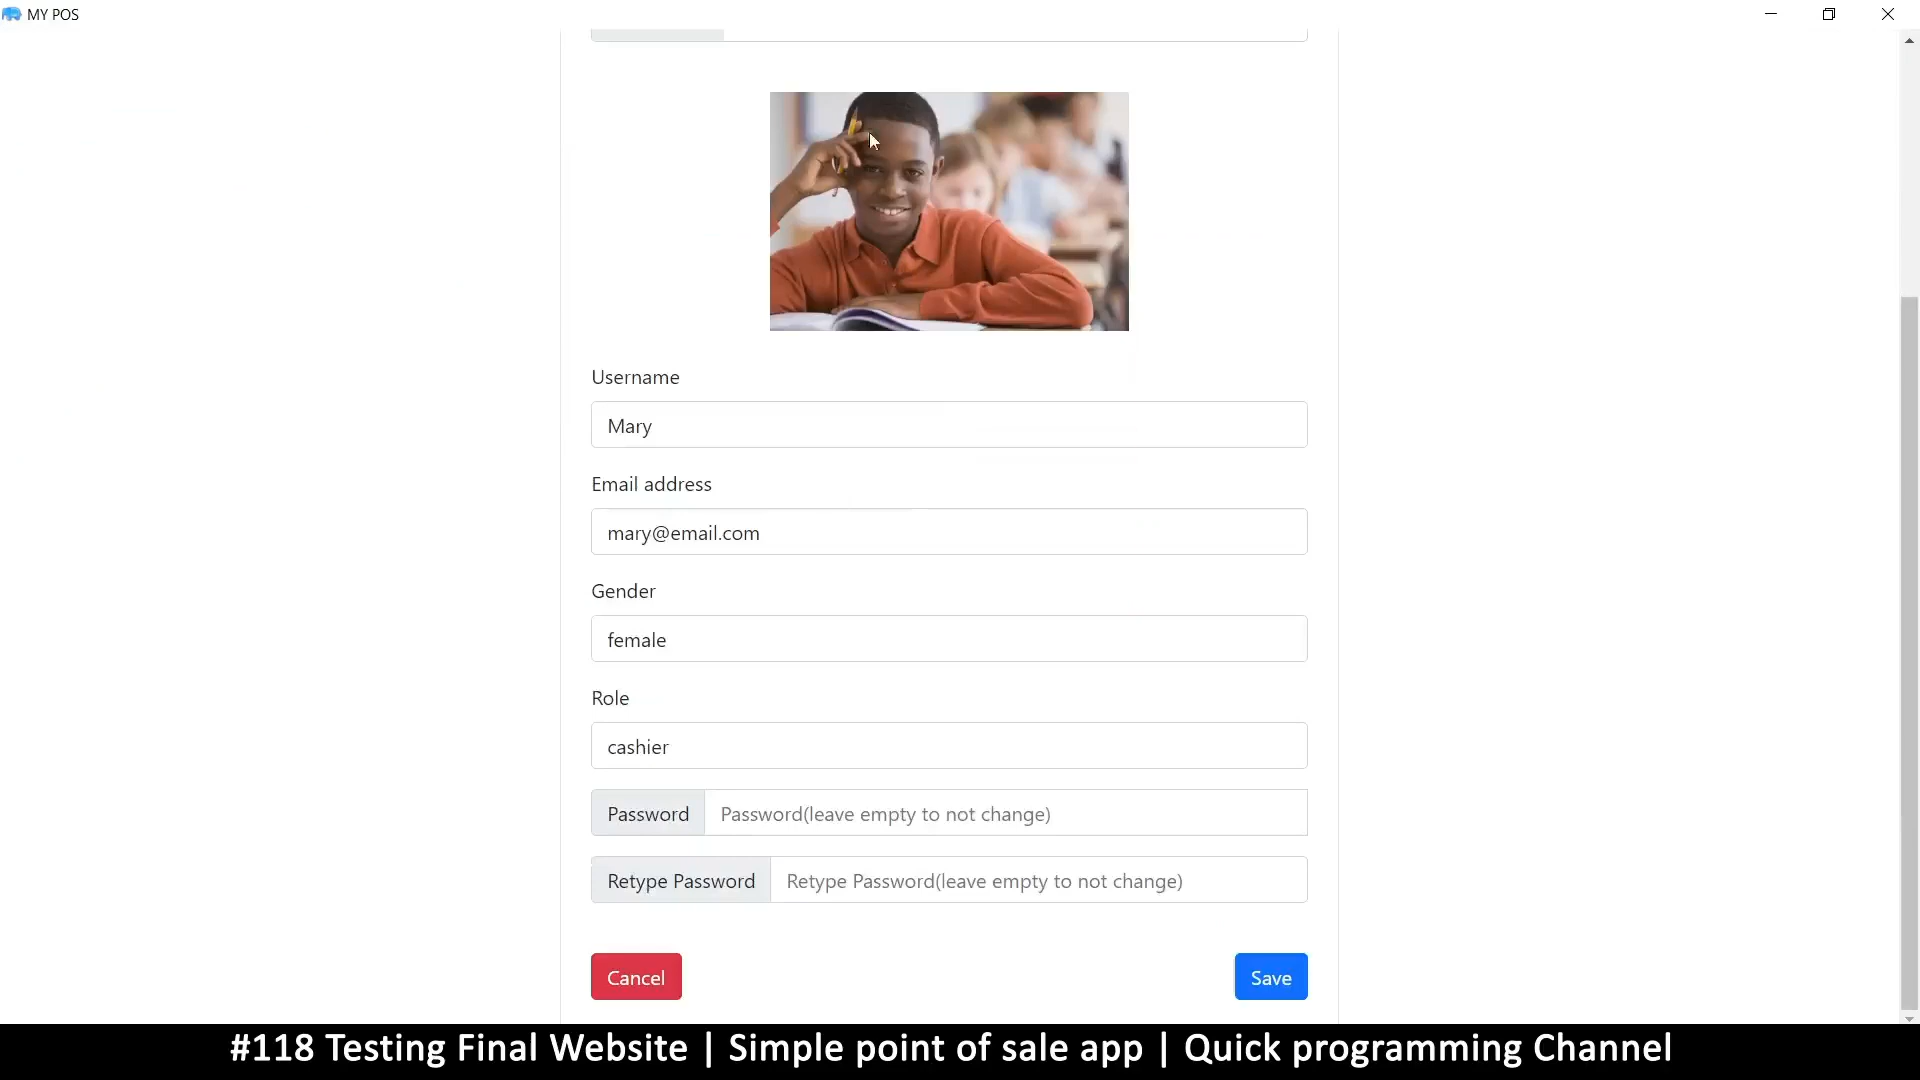 MY POS
Username
Mary
Email address
mary@email.com
Gender
female
Role
cashier
Password Password(leave empty to not change)
Retype Password Retype Password(leave empty to not change)
Cancel Save
#118 Testing Final Website | Simple point of sale app | Quick programming Channel